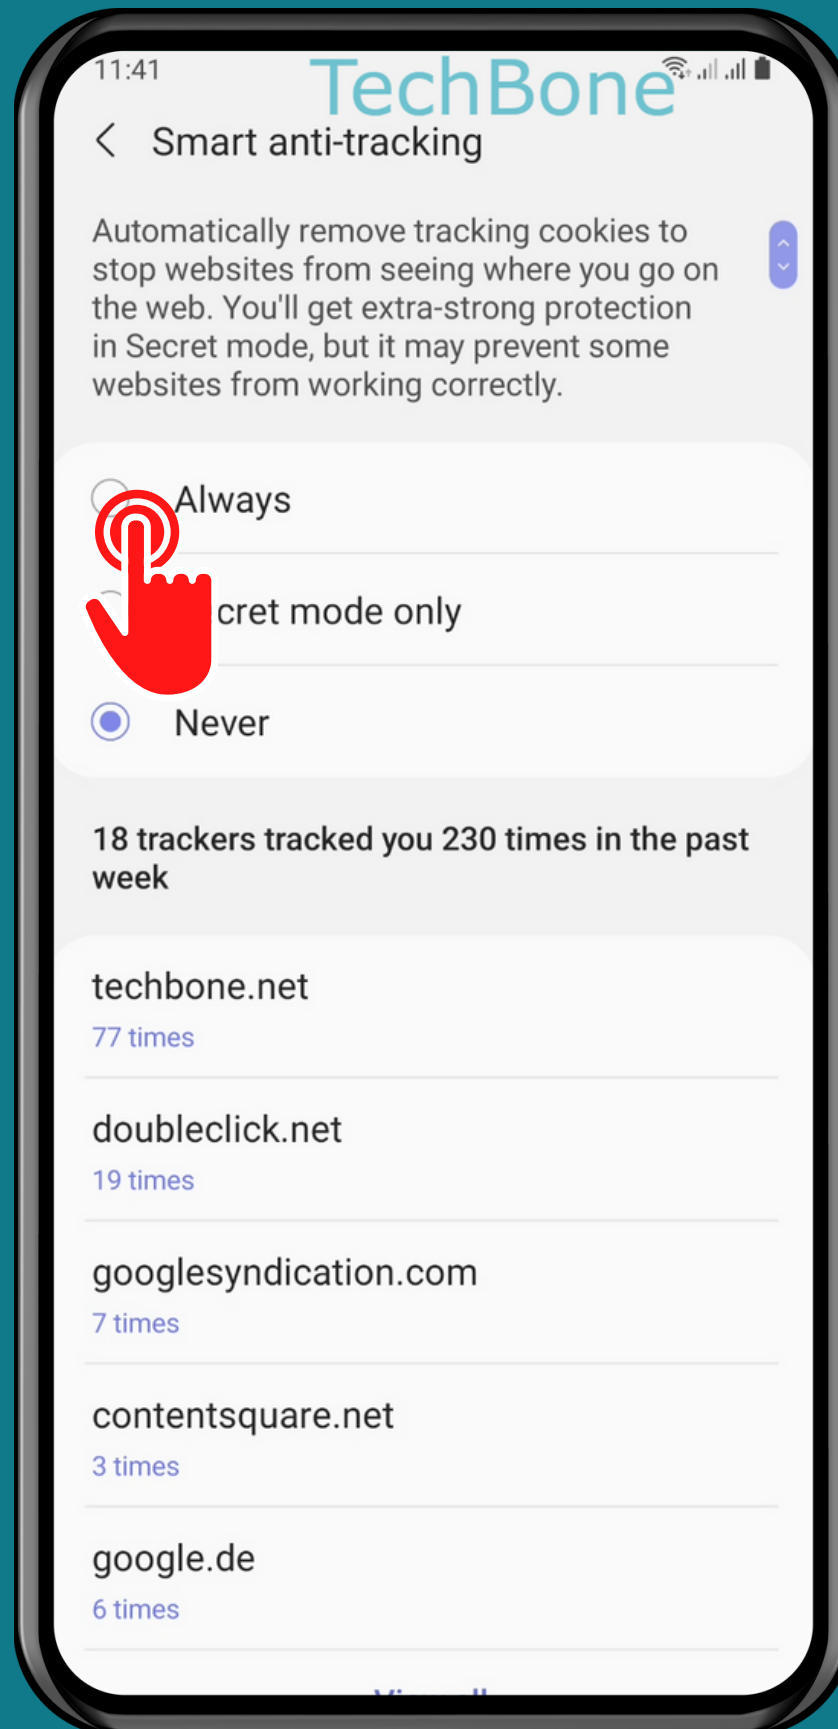 11:41
TechBone
Smart anti-tracking
Automatically remove tracking cookies to
stop websites from seeing where you go on
the web. You'll get extra-strong protection
in Secret mode, but it may prevent some
websites from working correctly.
Always
cret mode only
Never
18 trackers tracked you 230 times in the past
week
techbone.net
77 times
doubleclick.net
19 times
googlesyndication.com
7 times
contentsquare.net
3 times
google.de
6 times